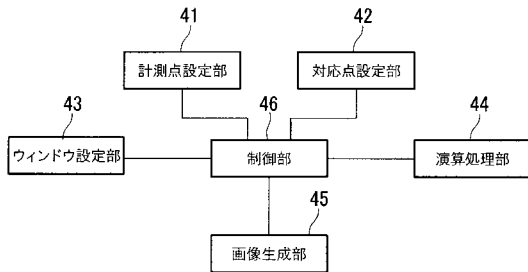 41
42
計測点設定部
対応点設定部
43
46
44
ウィンドウ設定部
制御部
演算処理部
45
画像生成部